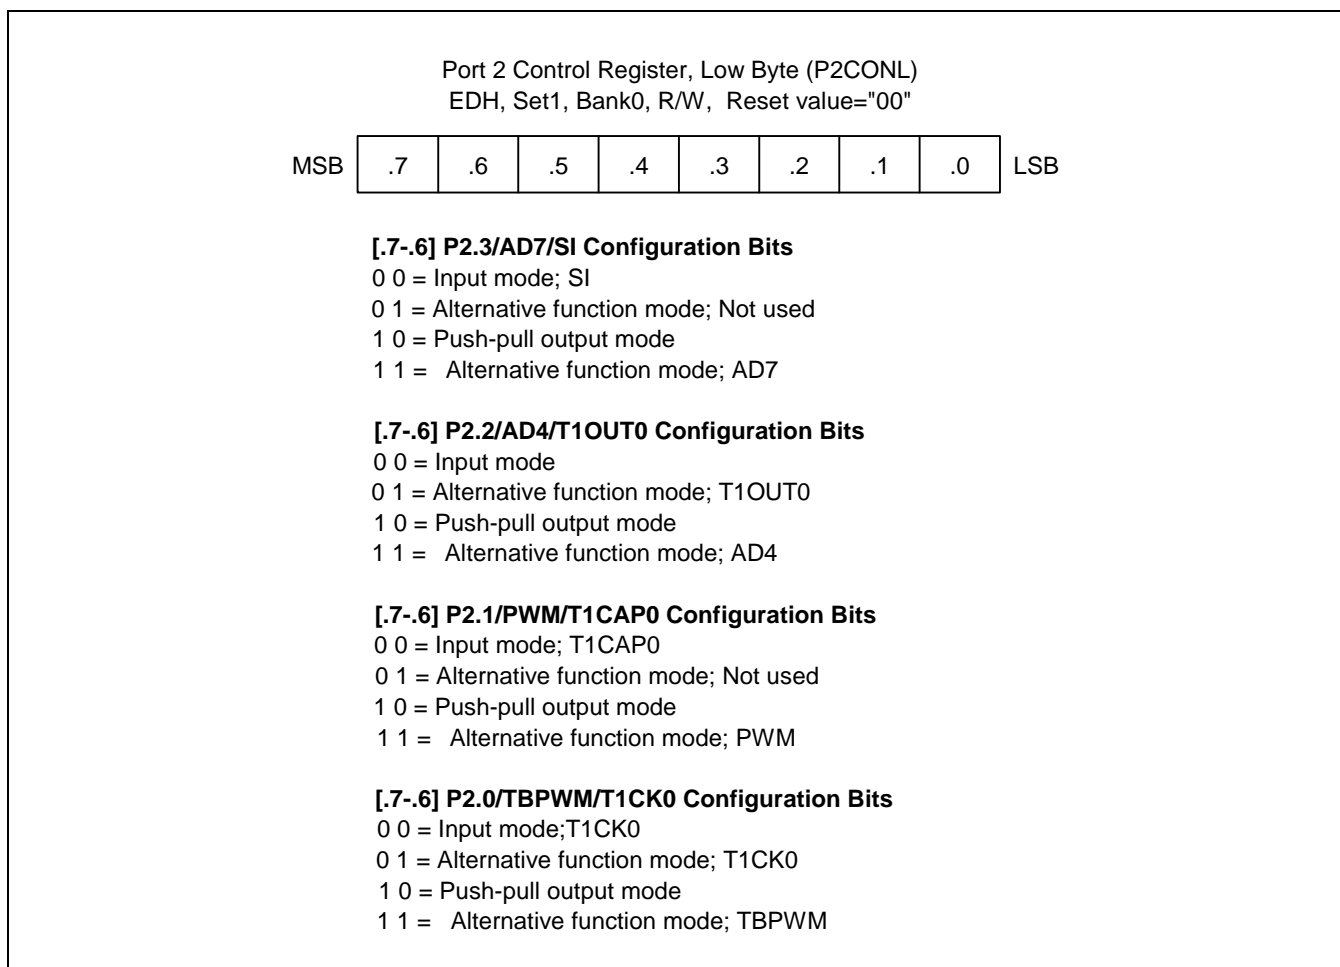 Port 2 Control Register, Low Byte (P2CONL)
EDH, Set1, Bank0, R/W, Reset value="00"
MSB .7 .6 .5 .4 .3 .2 .1 .0 LSB
[.7-.6] P2.3/AD7/SI Configuration Bits
0 0 = Input mode; SI
0 1 = Alternative function mode; Not used
1 0 = Push-pull output mode
1 1 = Alternative function mode; AD7
[.7-.6] P2.2/AD4/T1OUT0 Configuration Bits
0 0 = Input mode
0 1 = Alternative function mode; T1OUT0
1 0 = Push-pull output mode
1 1 = Alternative function mode; AD4
[.7-.6] P2.1/PWM/T1CAP0 Configuration Bits
0 0 = Input mode; T1CAP0
0 1 = Alternative function mode; Not used
1 0 = Push-pull output mode
1 1 = Alternative function mode; PWM
[.7-.6] P2.0/TBPWM/T1CK0 Configuration Bits
0 0 = Input mode;T1CK0
0 1 = Alternative function mode; T1CK0
1 0 = Push-pull output mode
1 1 = Alternative function mode; TBPWM